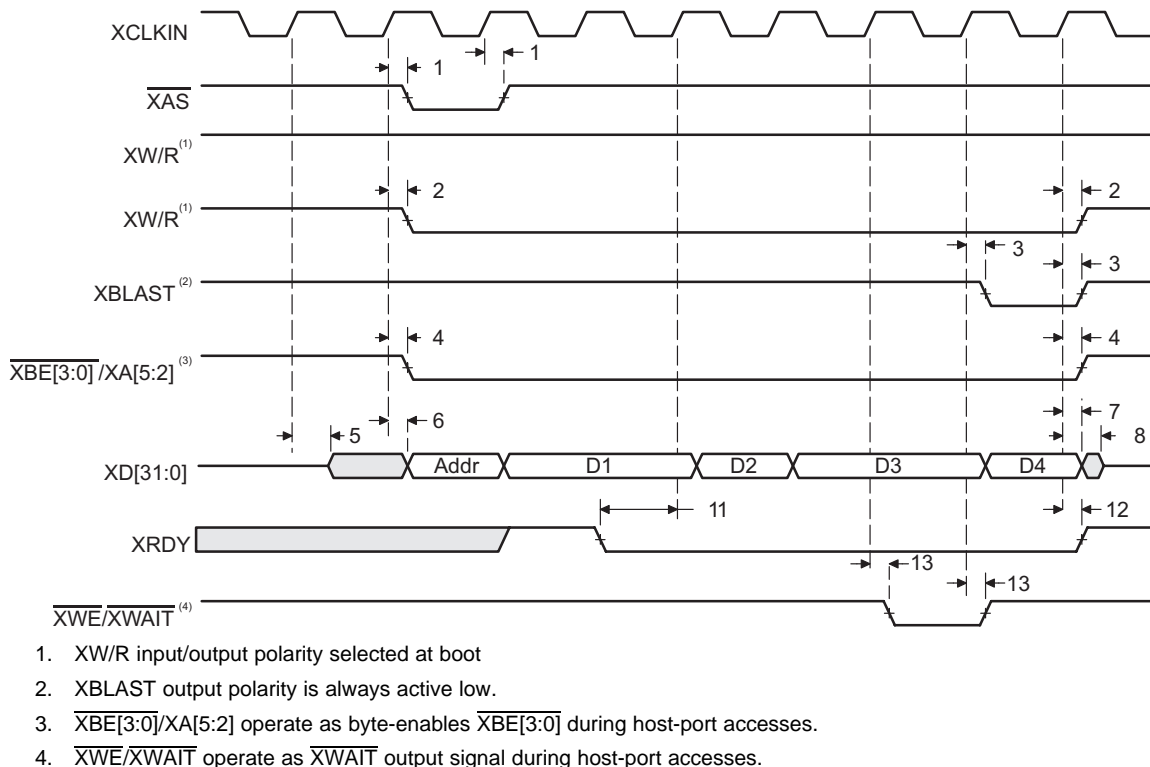 XCLKIN
1
1
XAS
XW/R(1)
2
2
XW/R(1)
3
3
XBLAST(2)
4
4
XBE[3:0]/XA[5:2](3)
6
7
5
8
XD[31:0]
Addr
D1
D2
D3
D4
11
12
XRDY
13
13
XWE/XWAIT(4)
1. XW/R input/output polarity selected at boot
2. XBLAST output polarity is always active low.
3. XBE[3:0]/XA[5:2] operate as byte-enables XBE[3:0] during host-port accesses.
4. XWE/XWAIT operate as XWAIT output signal during host-port accesses.